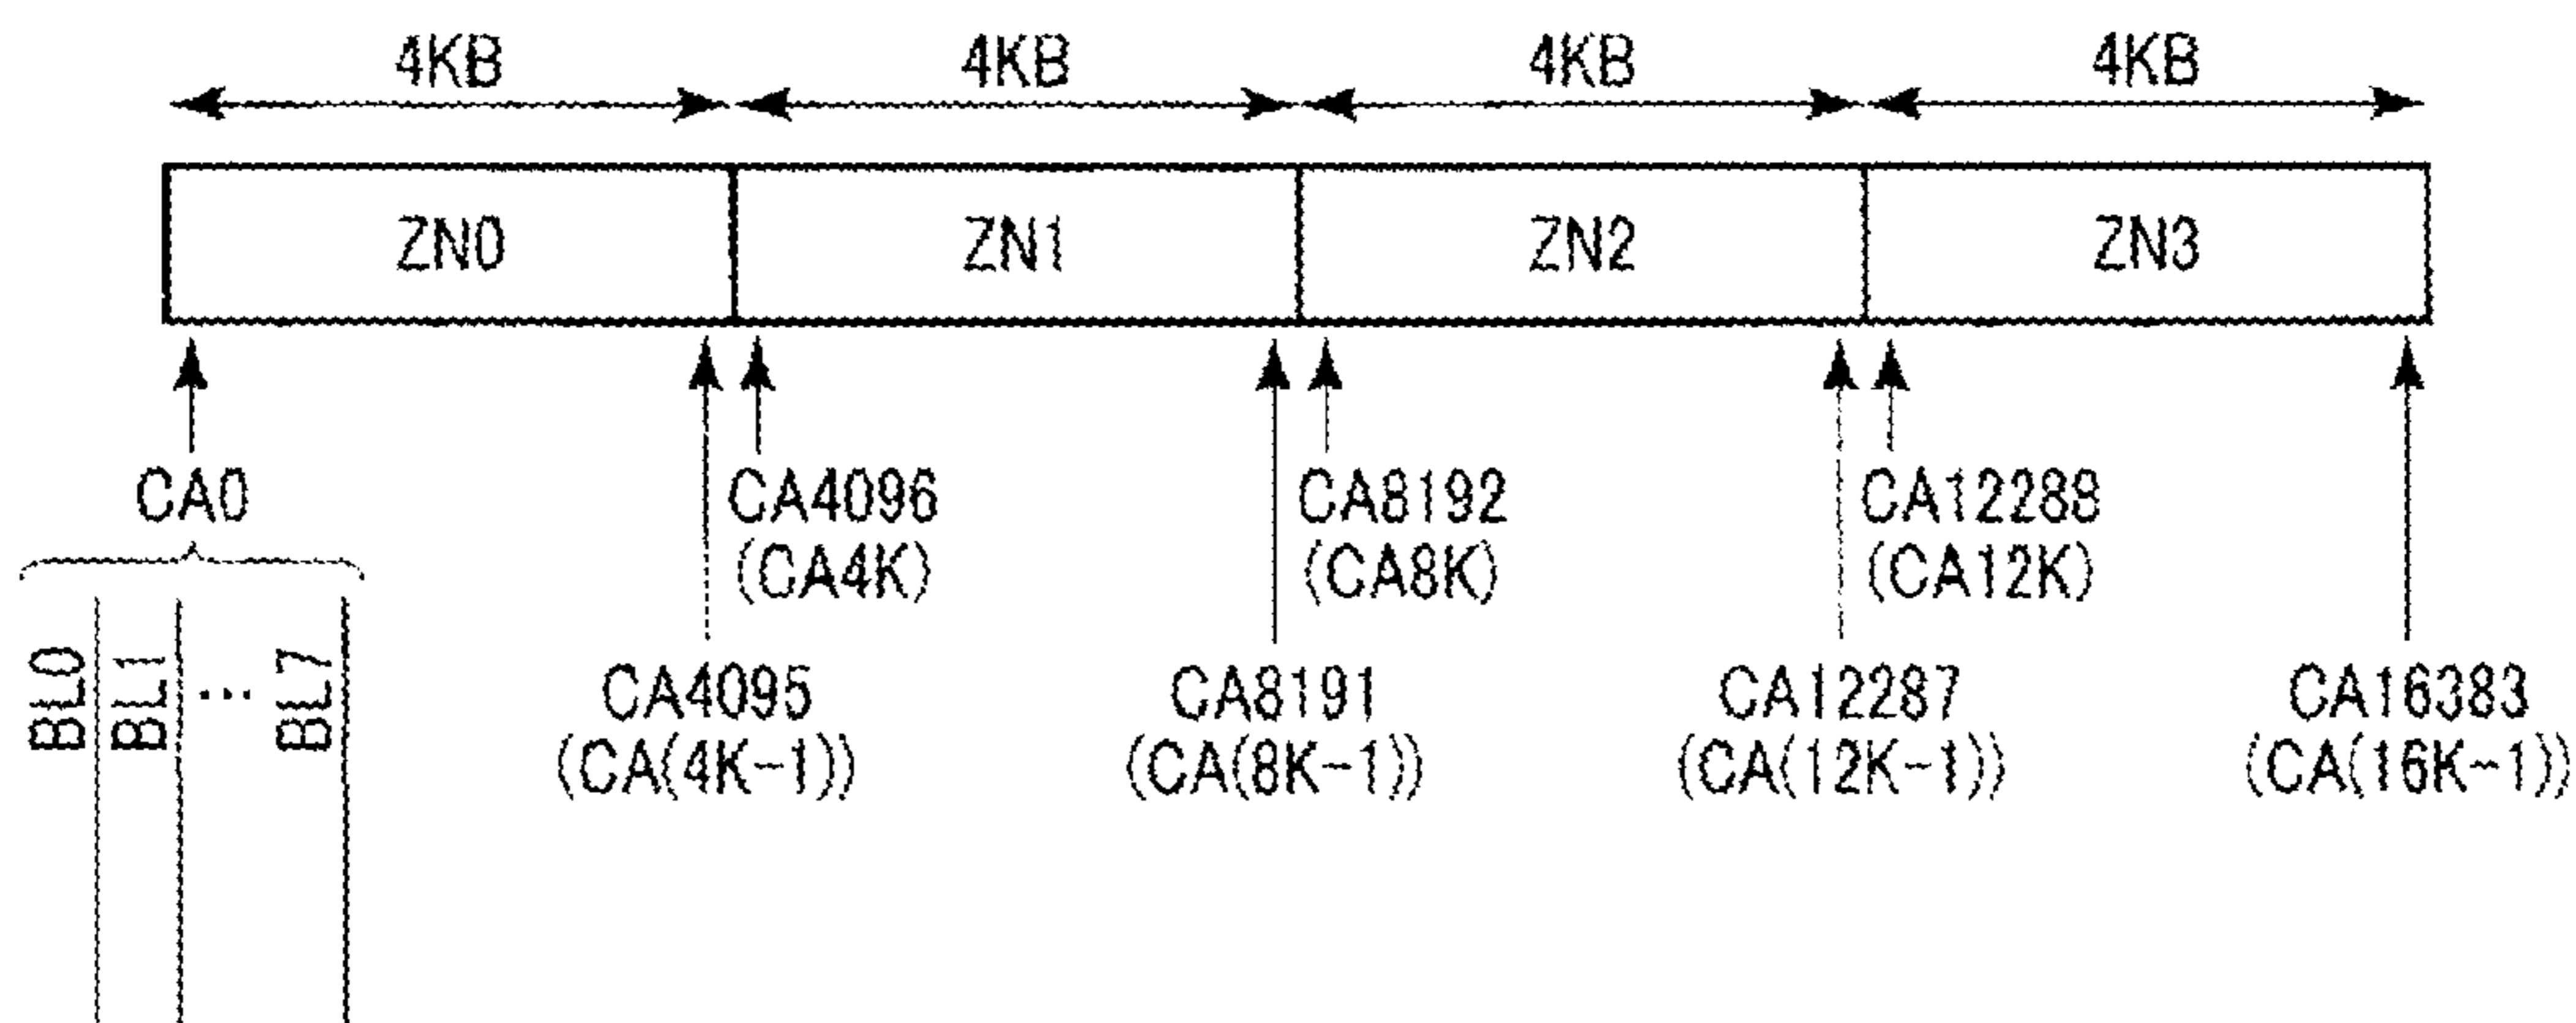 4KB 4KB 4KB 4KB
ZN0 ZN1 ZN2 ZN3
CA0 CA4096 CA8192 CA12288
(CA4K) (CA8K) (CA12K)
BL0 BL1 ... BL7
CA4095 CA8191 CA12287 CA16383
(CA(4K-1)) (CA(8K-1)) (CA(12K-1)) (CA(16K-1))